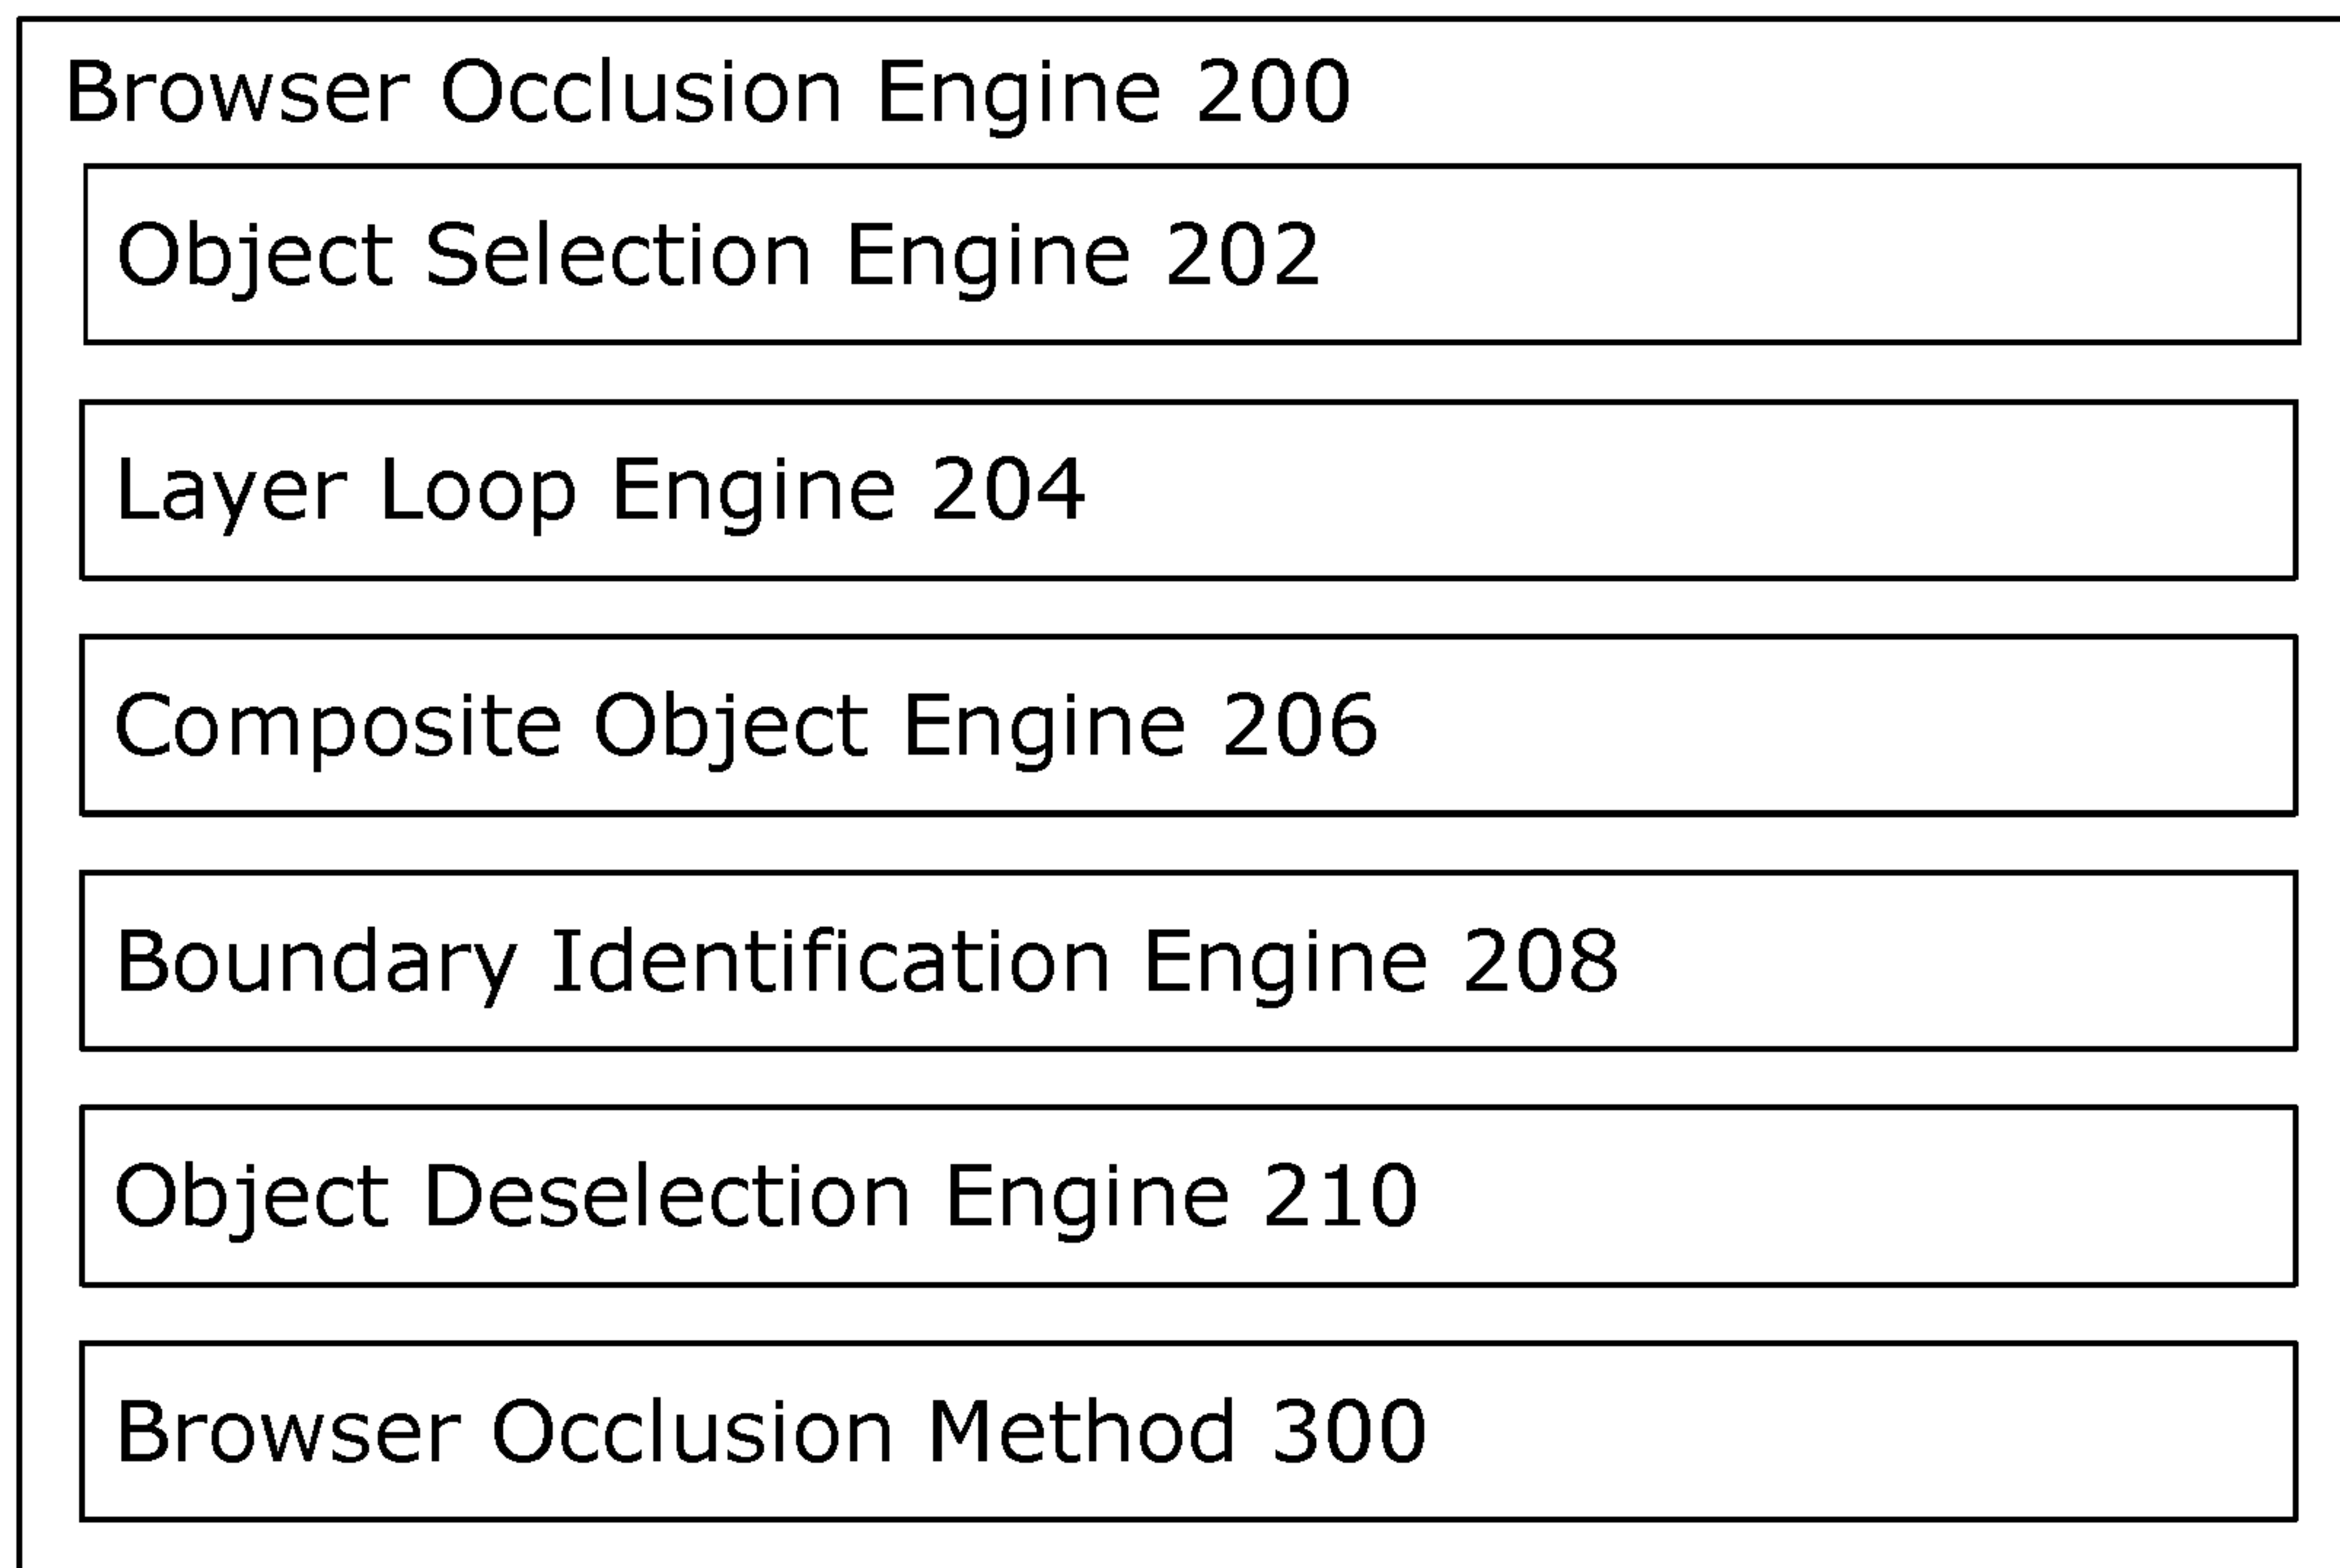 Browser Occlusion Engine 200
Object Selection Engine 202
Layer Loop Engine 204
Composite Object Engine 206
Boundary Identification Engine 208
Object Deselection Engine 210
Browser Occlusion Method 300